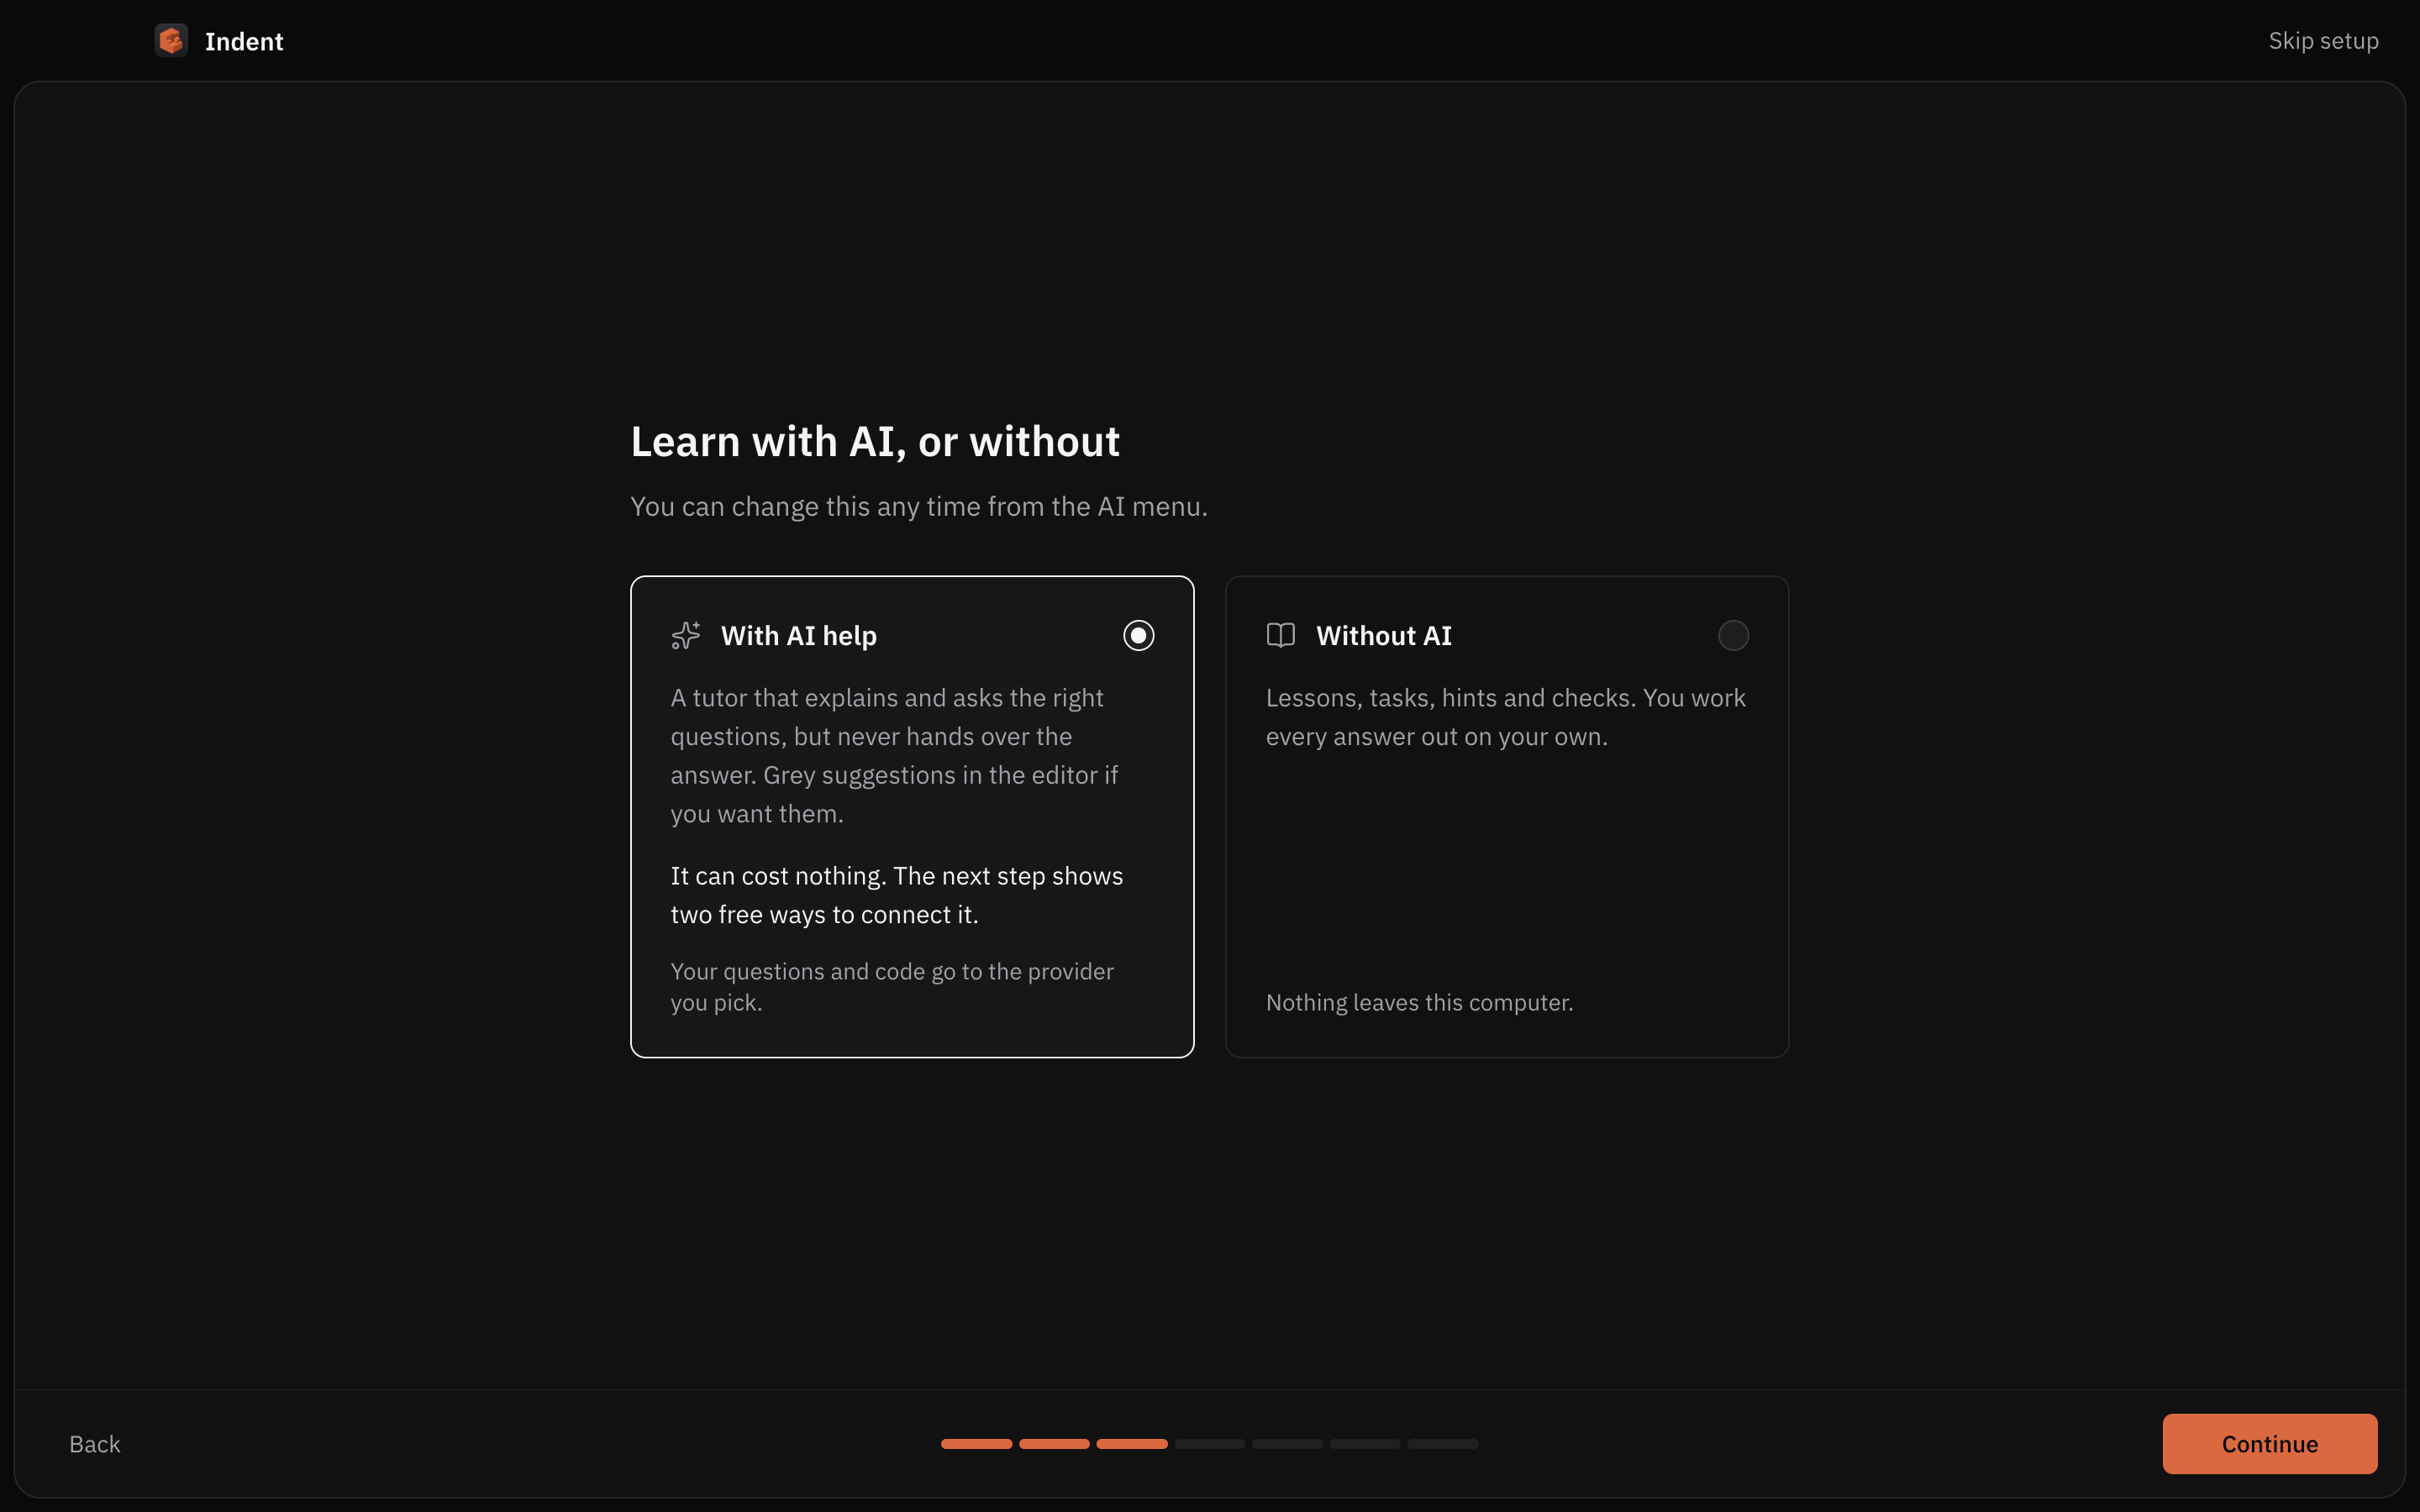 Indent
Skip setup
Learn with AI, or without
You can change this any time from the AI menu.
With AI help
A tutor that explains and asks the right
questions, but never hands over the
answer. Grey suggestions in the editor if
you want them.
It can cost nothing. The next step shows
two free ways to connect it.
Your questions and code go to the provider
you pick.
Without AI
Lessons, tasks, hints and checks. You work
every answer out on your own.
Nothing leaves this computer.
Back
Continue